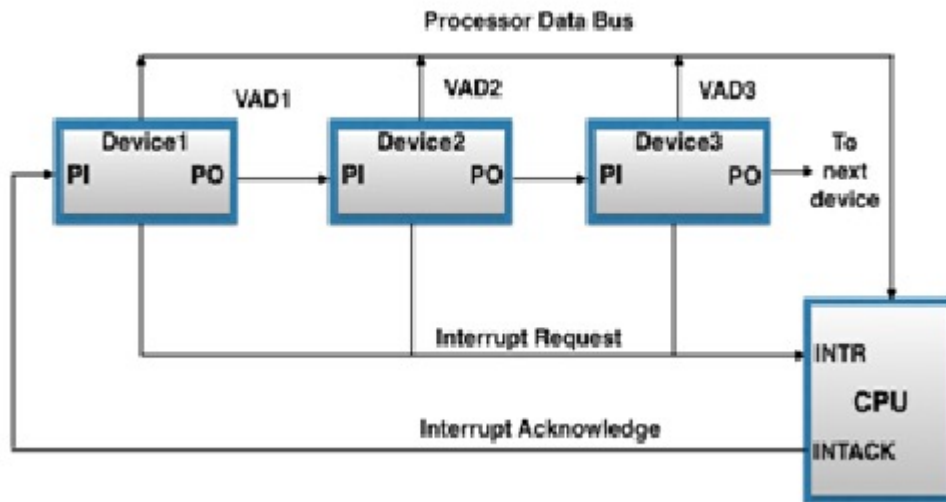 Processor Data Bus
VAD1
VAD2
VAD3
Device1
PI
PO
Device2
PI
PO
Device3
PI
PO
To
next
device
Interrupt Request
INTR
CPU
Interrupt Acknowledge
INTACK